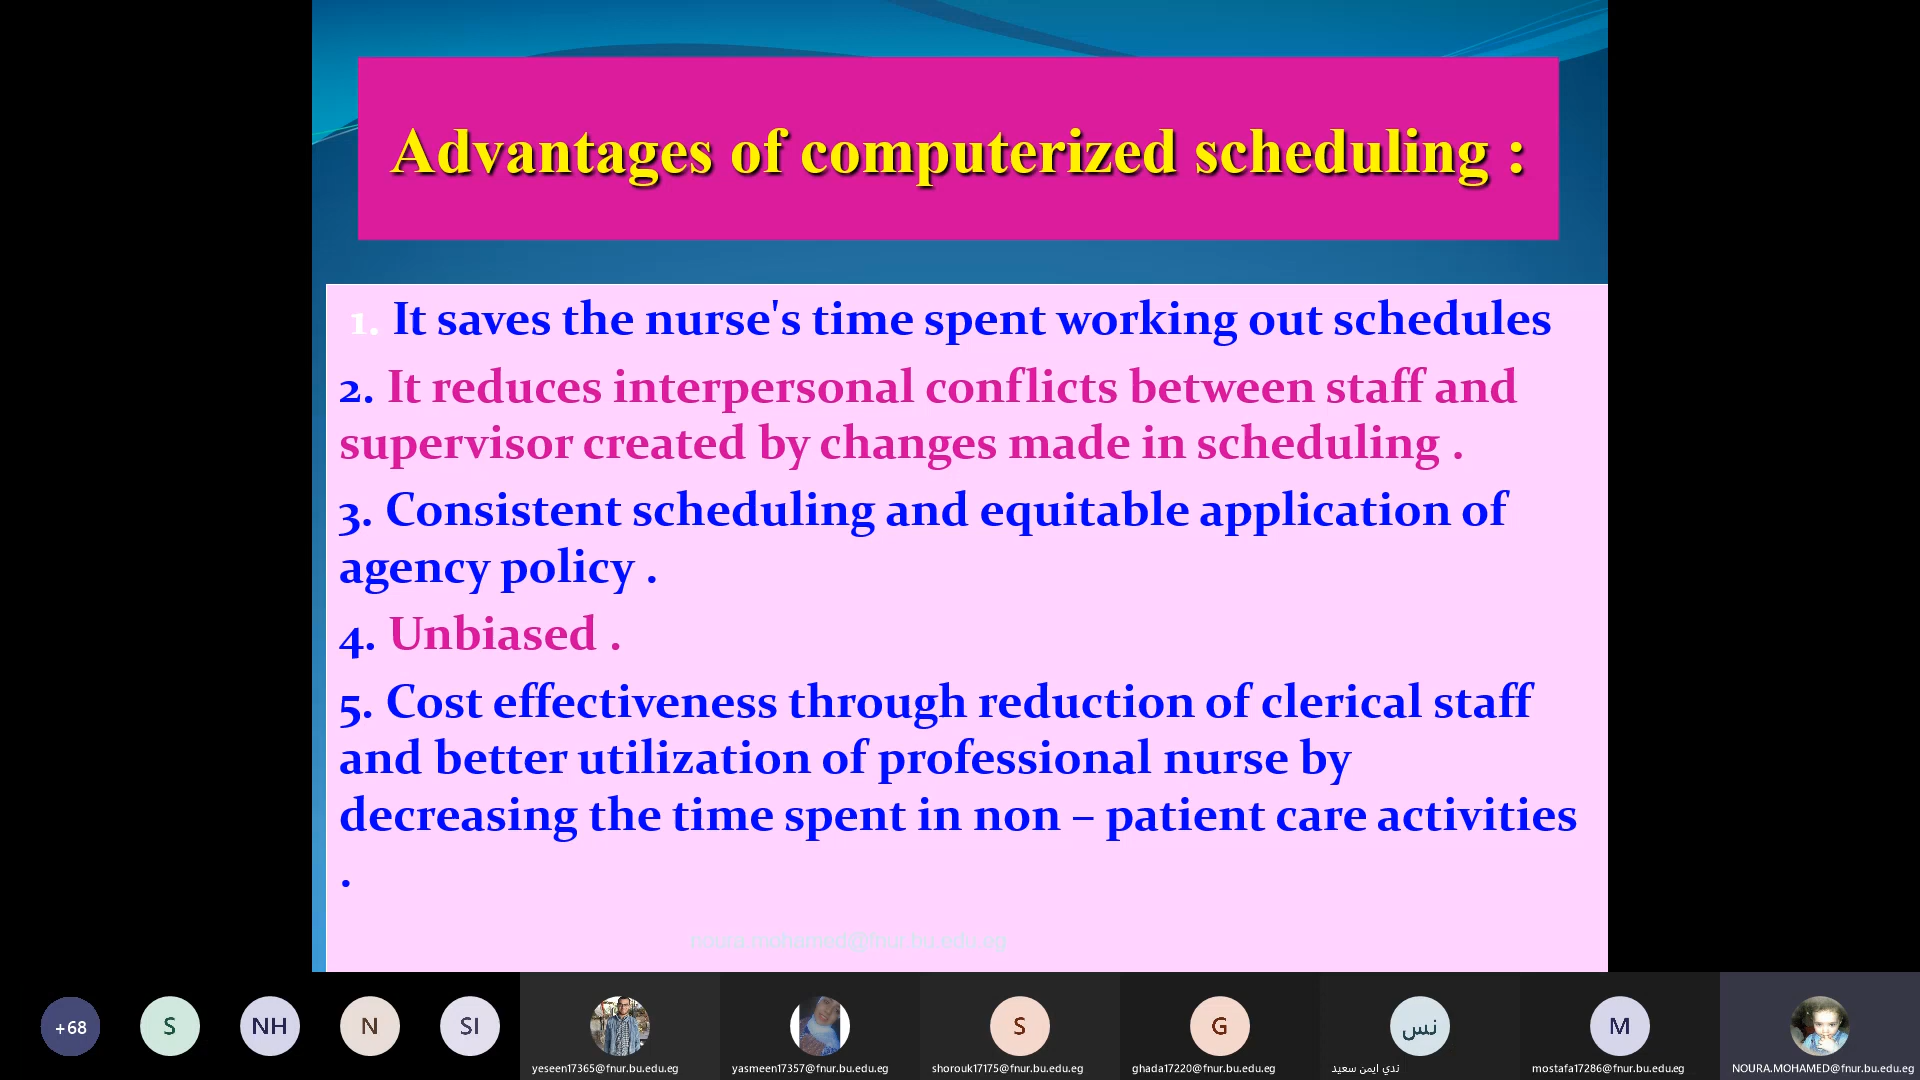 Advantages of computerized scheduling :
1. It saves the nurse's time spent working out schedules
2. It reduces interpersonal conflicts between staff and
supervisor created by changes made in scheduling .
3. Consistent scheduling and equitable application of
agency policy .
4. Unbiased .
5. Cost effectiveness through reduction of clerical staff
and better utilization of professional nurse by
decreasing the time spent in non – patient care activities
.
noura.mohamed@fnur.bu.edu.eg
+68
S
NH
N
SI
S
G
نس
M
yeseen17365@fnur.bu.edu.eg
yasmeen17357@fnur.bu.edu.eg
shorouk17175@fnur.bu.edu.eg
ghada17220@fnur.bu.edu.eg
ندي ايمن سعيد
mostafa17286@fnur.bu.edu.eg
NOURA.MOHAMED@fnur.bu.edu.eg